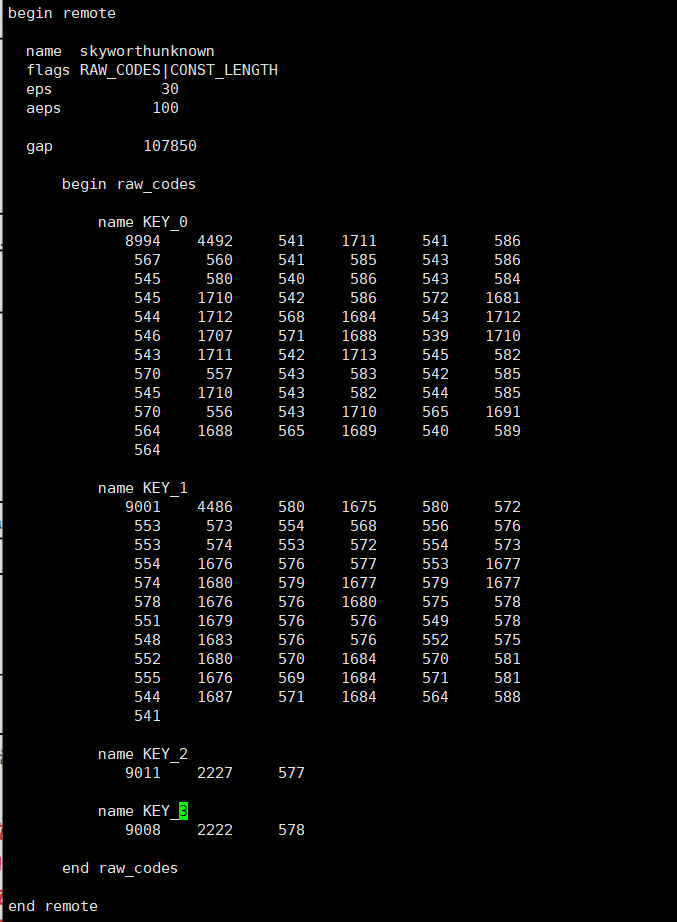 begin remote
name skyworthunknown
flags RAW_CODES|CONST_LENGTH
eps 30
aeps 100
gap 107850
begin raw_codes
name KEY_0
8994 4492 541 1711 541 586
567 560 541 585 543 586
545 580 540 586 543 584
545 1710 542 586 572 1681
544 1712 568 1684 543 1712
546 1707 571 1688 539 1710
543 1711 542 1713 545 582
570 557 543 583 542 585
545 1710 543 582 544 585
570 556 543 1710 565 1691
564 1688 565 1689 540 589
564
name KEY_1
9001 4486 580 1675 580 572
553 573 554 568 556 576
553 574 553 572 554 573
554 1676 576 577 553 1677
574 1680 579 1677 579 1677
578 1676 576 1680 575 578
551 1679 576 576 549 578
548 1683 576 576 552 575
552 1680 570 1684 570 581
555 1676 569 1684 571 581
544 1687 571 1684 564 588
541
name KEY_2
9011 2227 577
name KEY_3
9008 2222 578
end raw_codes
end remote